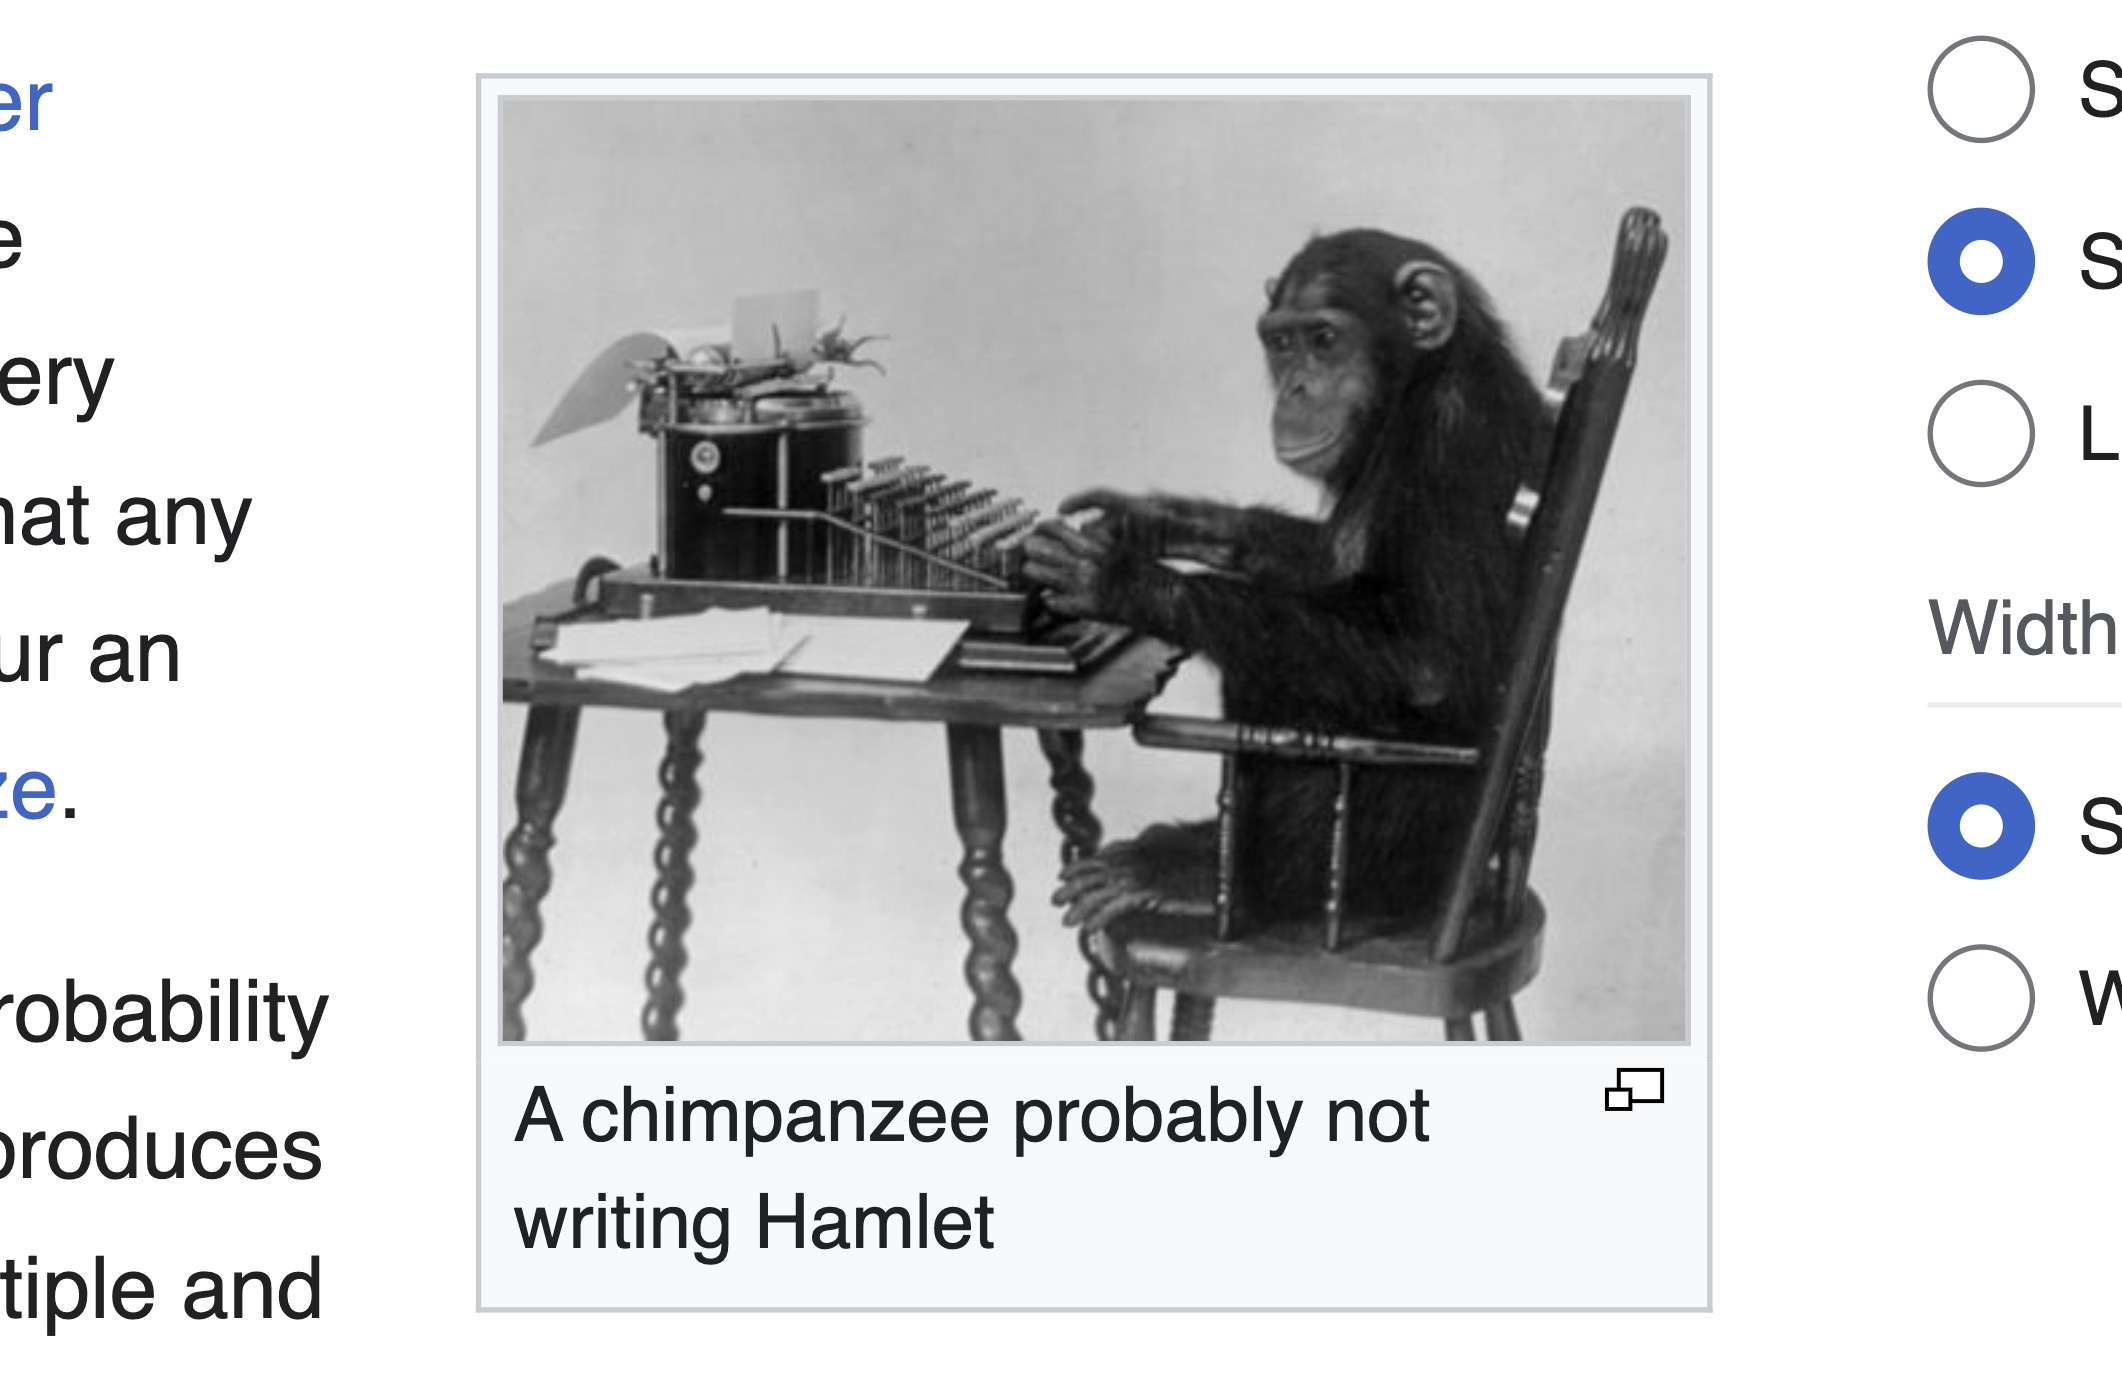 er
e
ery
hat any
ur an
ze.
robability
produces
tiple and
A chimpanzee probably not
writing Hamlet
S
S
L
Width
S
W